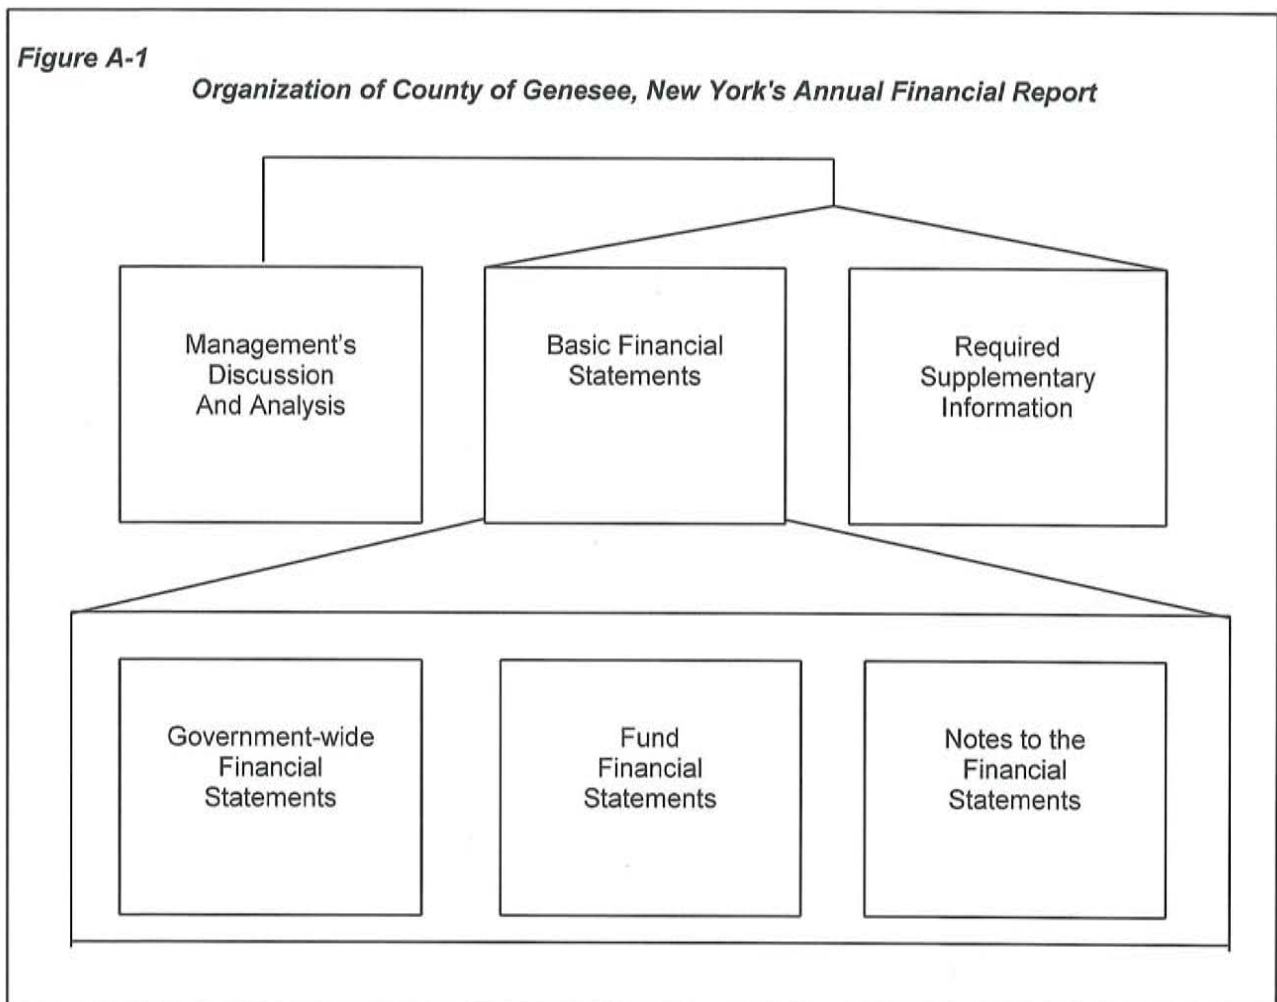 Figure A-1
Organization of County of Genesee, New York's Annual Financial Report
Management's
Discussion
And Analysis
Basic Financial
Statements
Required
Supplementary
Information
Government-wide
Financial
Statements
Fund
Financial
Statements
Notes to the
Financial
Statements